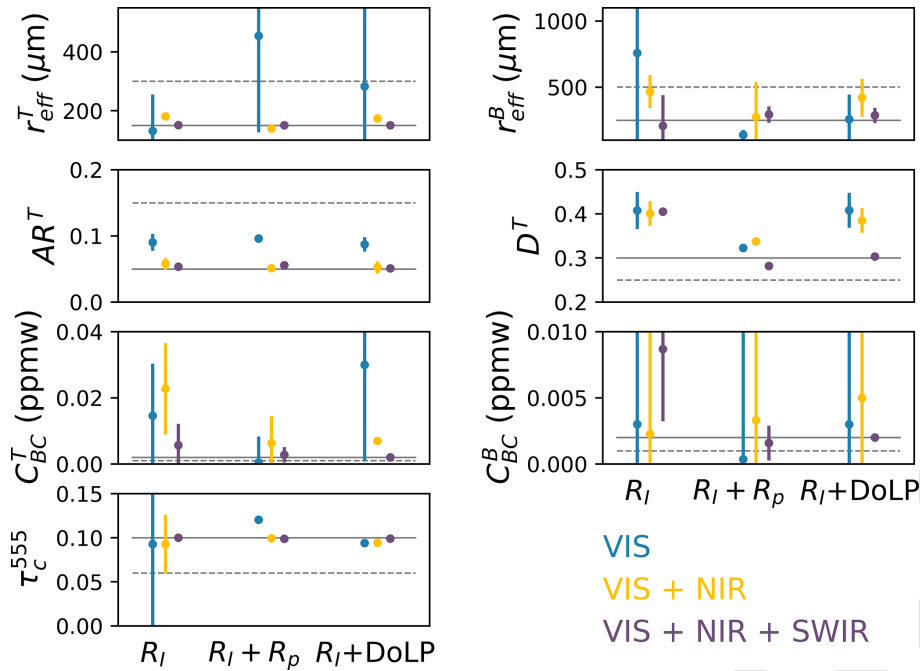 r_eff^T (μm)
400
200
AR^T
0.2
0.1
0.0
C_BC^T (ppmw)
0.04
0.02
0.00
τ_c^555
0.15
0.10
0.05
0.00
R_I
R_I + R_p
R_I+DoLP
r_eff^B (μm)
1000
500
D^T
0.5
0.4
0.3
0.2
C_BC^B (ppmw)
0.010
0.005
0.000
R_I
R_I + R_p
R_I+DoLP
VIS
VIS + NIR
VIS + NIR + SWIR